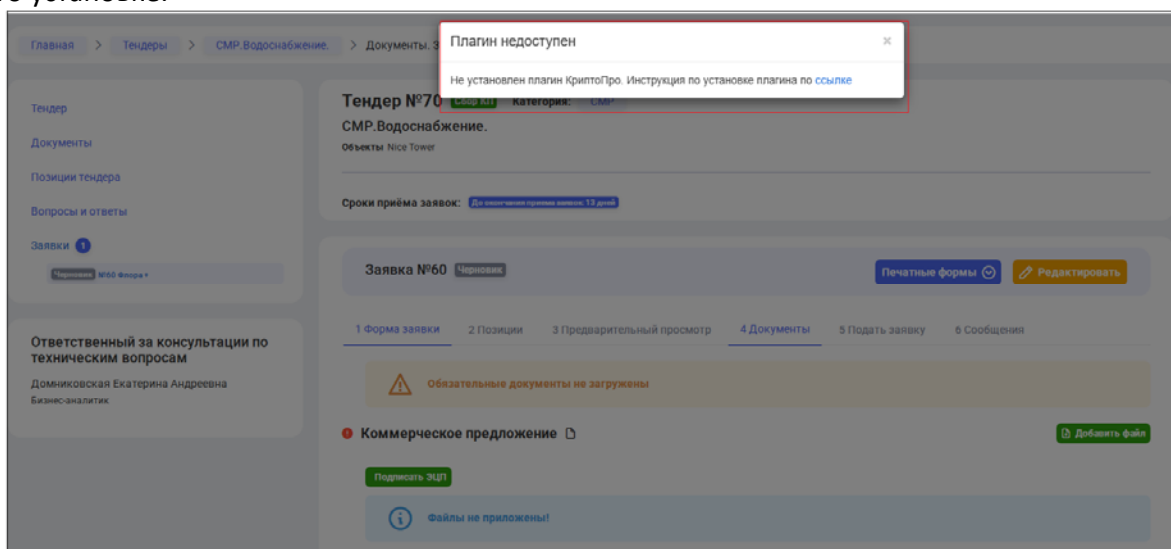 Плагин недоступен ×
Не установлен плагин КриптоПро. Инструкция по установке плагина по ссылке
Главная > Тендеры > СМР.Водоснабжение. > Документы.
Тендер
Документы
Позиции тендера
Вопросы и ответы
Заявки 1
Черновик №60 Флора
Ответственный за консультации по
техническим вопросам
Домниковская Екатерина Андреевна
Бизнес-аналитик
Тендер №70 Сбор КП Категория: СМР
СМР.Водоснабжение.
Объекты Nice Tower
Сроки приёма заявок: До окончания приема заявок: 13 дней
Заявка №60 Черновик
Печатные формы
Редактировать
1 Форма заявки 2 Позиции 3 Предварительный просмотр 4 Документы 5 Подать заявку 6 Сообщения
Обязательные документы не загружены
Коммерческое предложение
Добавить файл
Подписать ЭЦП
Файлы не приложены!